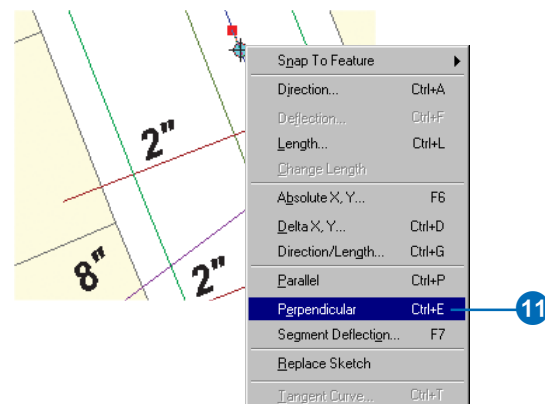 Snap To Feature
Direction... Ctrl+A
Deflection... Ctrl+F
Length... Ctrl+L
Change Length
Absolute X, Y... F6
Delta X, Y... Ctrl+D
Direction/Length... Ctrl+G
Parallel Ctrl+P
Perpendicular Ctrl+E
11
Segment Deflection... F7
Replace Sketch
Tangent Curve... Ctrl+T
2"
8"
2"